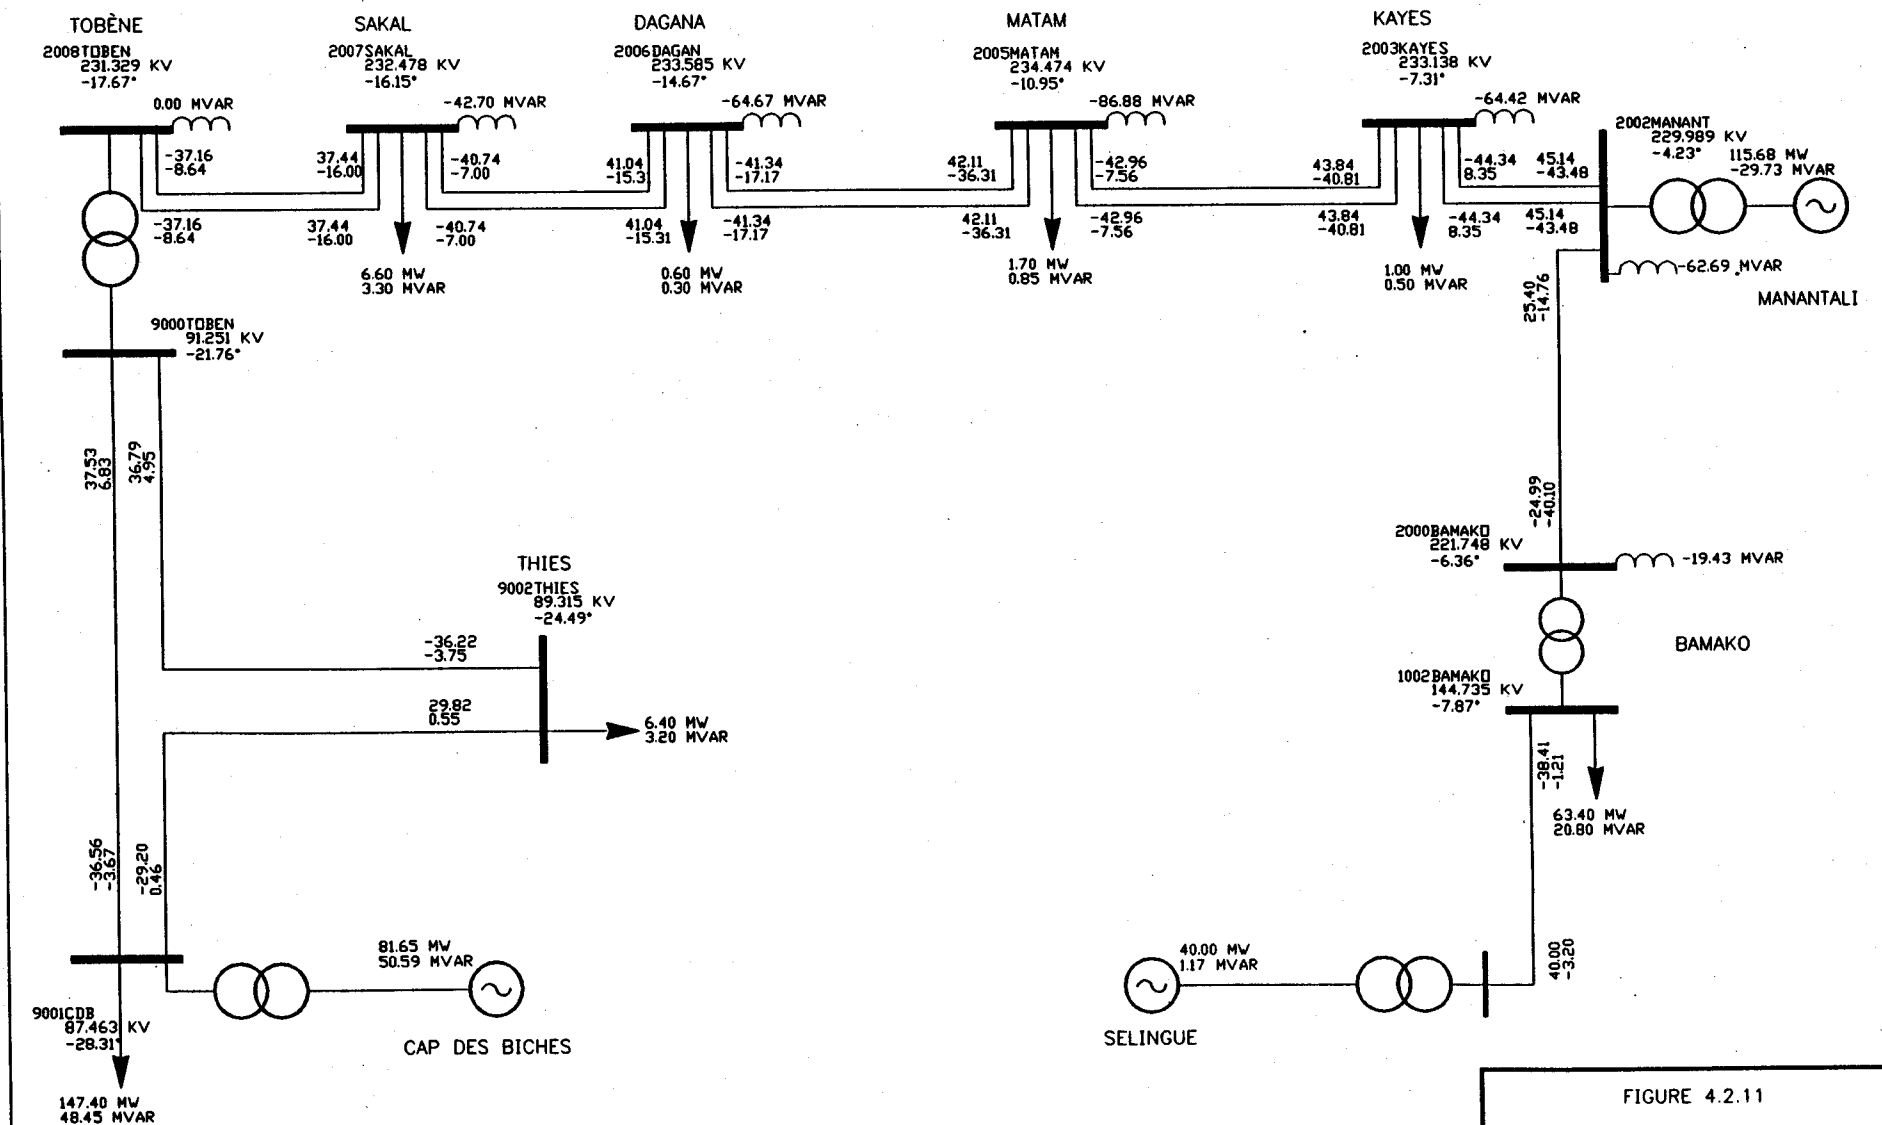 TOBÈNE
2008TOBEN
231.329 KV
-17.67°
0.00 MVAR
-37.16
-8.64
-37.16
-8.64
SAKAL
2007SAKAL
232.478 KV
-16.15°
-42.70 MVAR
37.44
-16.00
37.44
-16.00
-40.74
-7.00
-40.74
-7.00
6.60 MW
3.30 MVAR
DAGANA
2006DAGAN
233.585 KV
-14.67°
-64.67 MVAR
41.04
-15.3
41.04
-15.31
-41.34
-17.17
-41.34
-17.17
0.60 MW
0.30 MVAR
MATAM
2005MATAM
234.474 KV
-10.95°
-86.88 MVAR
42.11
-36.31
42.11
-36.31
-42.96
-7.56
-42.96
-7.56
1.70 MW
0.85 MVAR
KAYES
2003KAYES
233.138 KV
-7.31°
-64.42 MVAR
43.84
-40.81
43.84
-40.81
-44.34
8.35
-44.34
8.35
1.00 MW
0.50 MVAR
2002MANANT
229.989 KV
-4.23°
45.14
-43.48
45.14
-43.48
115.68 MW
-29.73 MVAR
-62.69 MVAR
MANANTALI
25.40
-14.76
-24.99
-40.10
9000TOBEN
91.251 KV
-21.76°
37.53
6.83
36.79
4.95
THIES
9002THIES
89.315 KV
-24.49°
-36.22
-3.75
29.82
0.55
6.40 MW
3.20 MVAR
2000BAMAKO
221.748 KV
-6.36°
-19.43 MVAR
BAMAKO
1002BAMAKO
144.735 KV
-7.87°
-38.41
-1.21
63.40 MW
20.80 MVAR
-36.56
-3.67
-29.20
0.46
81.65 MW
50.59 MVAR
CAP DES BICHES
9001CDB
87.463 KV
-28.31°
147.40 MW
48.45 MVAR
40.00 MW
1.17 MVAR
SELINGUE
40.00
-3.20
FIGURE 4.2.11